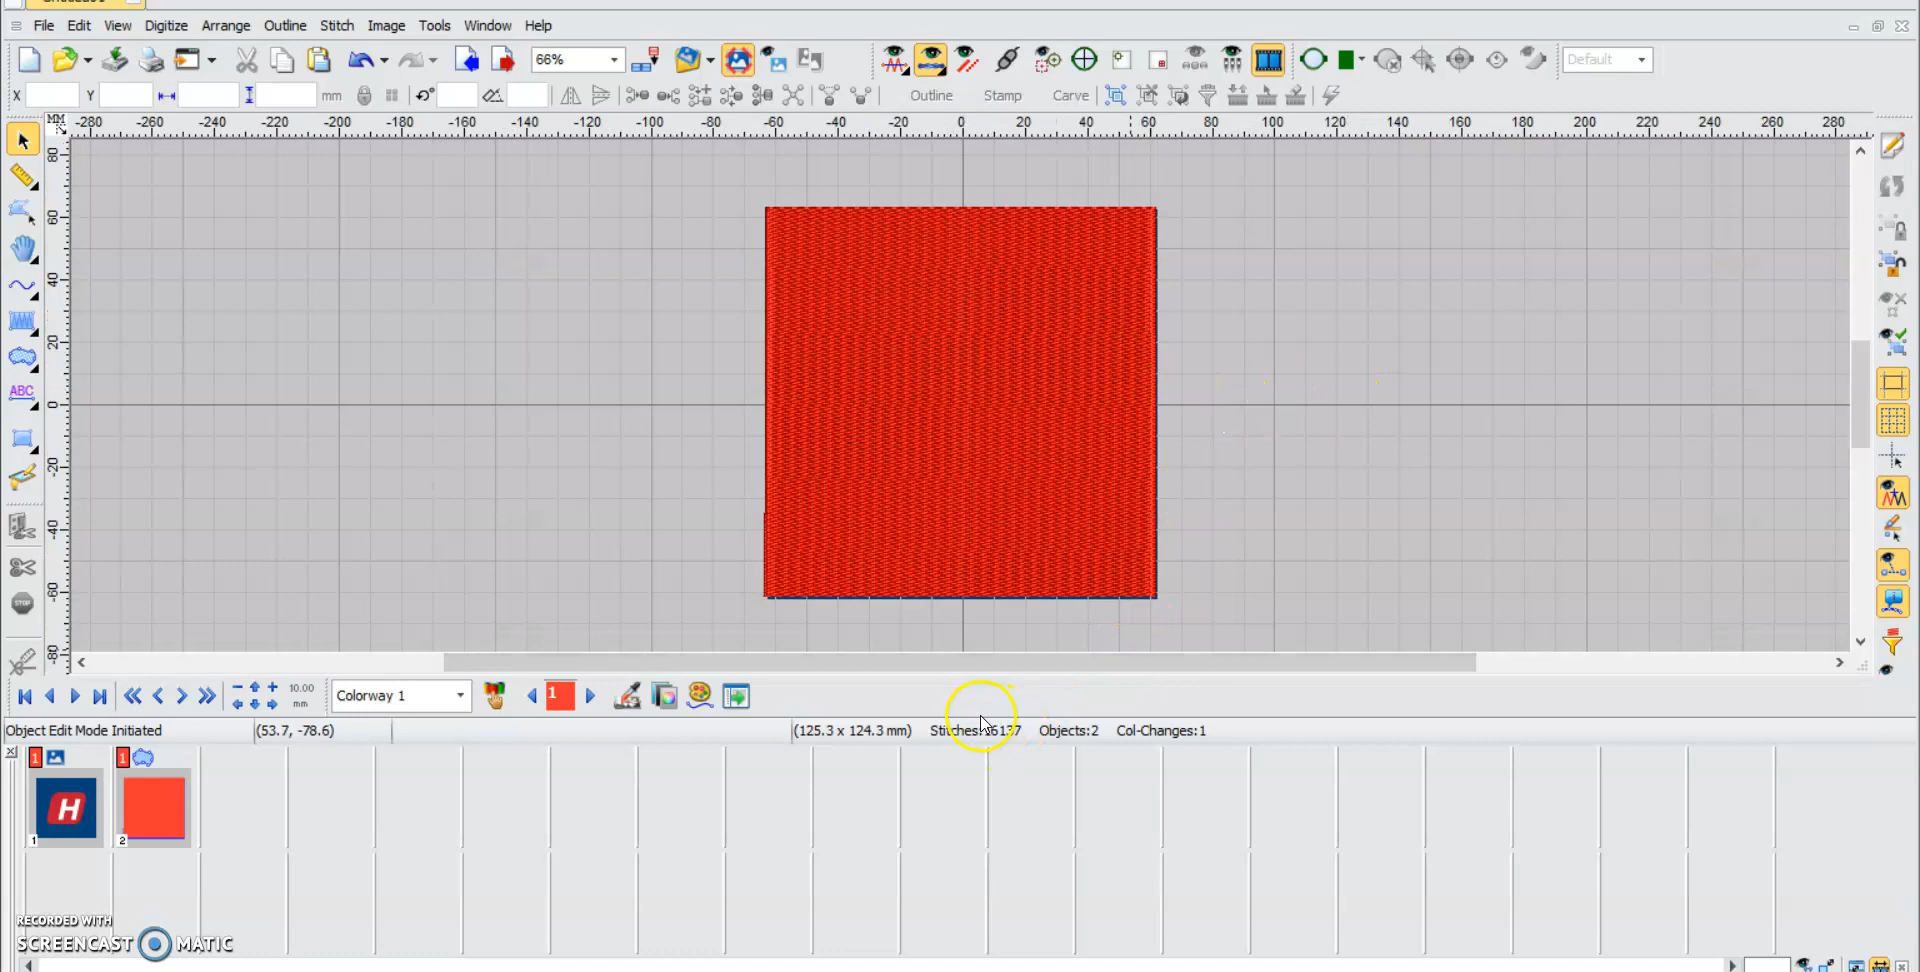 File Edit View Digitize Arrange Outline Stitch Image Tools Window Help
66% Default
X Y mm Outline Stamp Carve
MM -280 -260 -240 -220 -200 -180 -160 -140 -120 -100 -80 -60 -40 -20 0 20 40 60 80 100 120 140 160 180 200 220 240 260 280
80
60
40
20
0
-20
-40
-60
-80
ABC
STOP
10.00
mm
Colorway 1
1
Object Edit Mode Initiated (53.7, -78.6) (125.3 x 124.3 mm) Objects:2 Col-Changes:1
1 1
H
1 2
RECORDED WITH
SCREENCAST MATIC